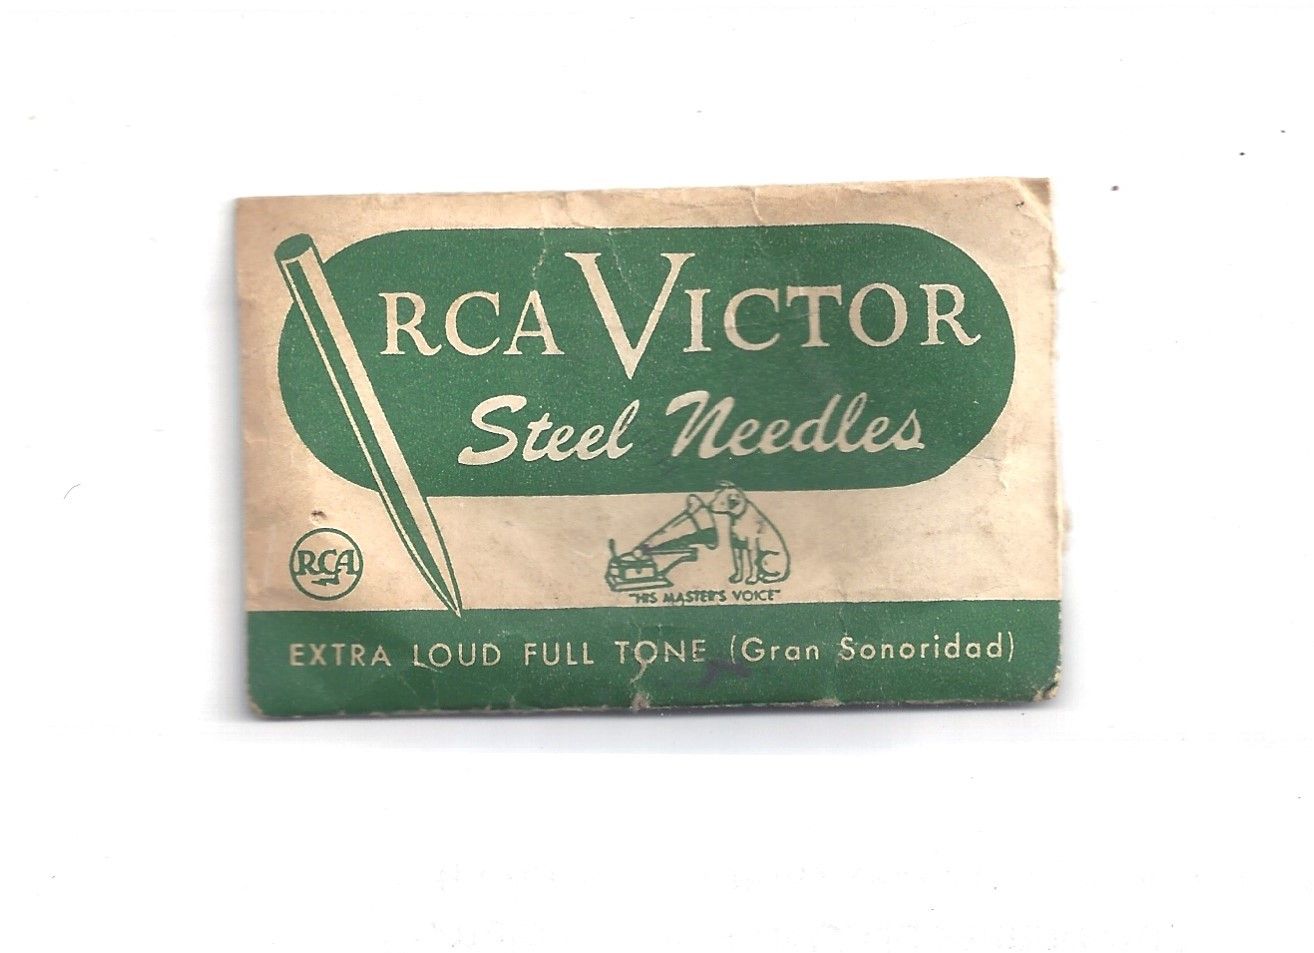 RCA VICTOR
Steel Needles
RCA
"HIS MASTER'S VOICE"
EXTRA LOUD FULL TONE (Gran Sonoridad)